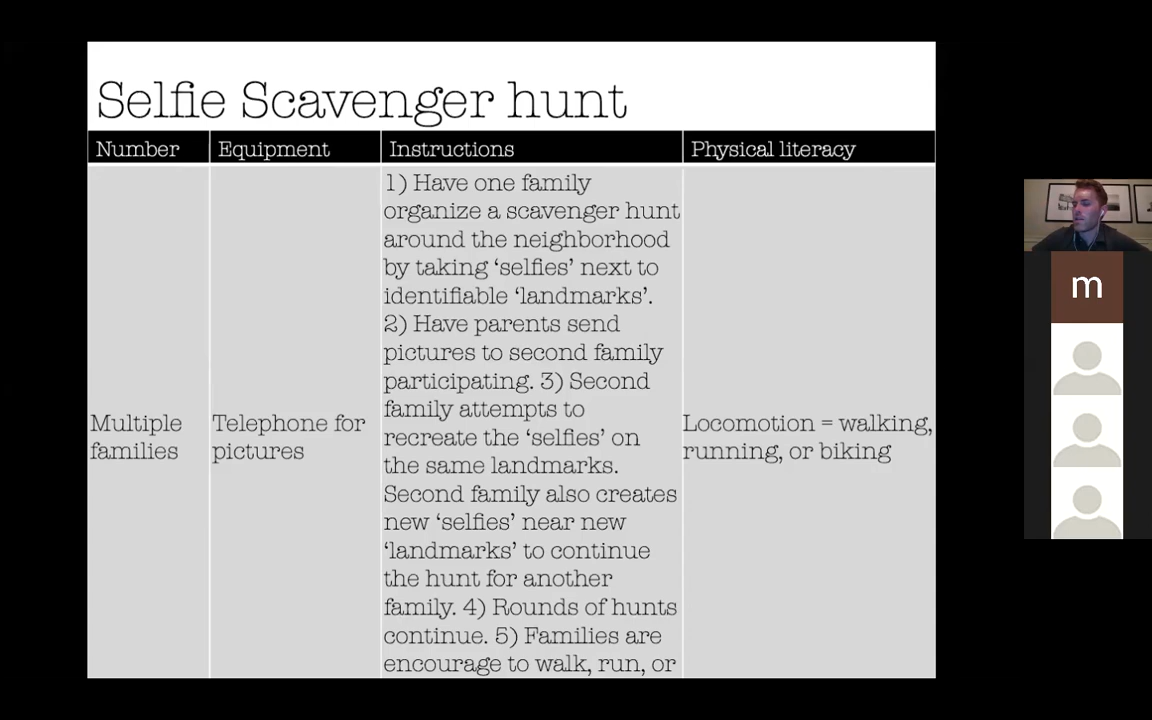 Selfie Scavenger hunt
Number Equipment Instructions Physical literacy
Multiple
families
Telephone for
pictures
1) Have one family
organize a scavenger hunt
around the neighborhood
by taking ‘selfies’ next to
identifiable ‘landmarks’.
2) Have parents send
pictures to second family
participating. 3) Second
family attempts to
recreate the ‘selfies’ on
the same landmarks.
Second family also creates
new ‘selfies’ near new
‘landmarks’ to continue
the hunt for another
family. 4) Rounds of hunts
continue. 5) Families are
encourage to walk, run, or
Locomotion = walking,
running, or biking
m